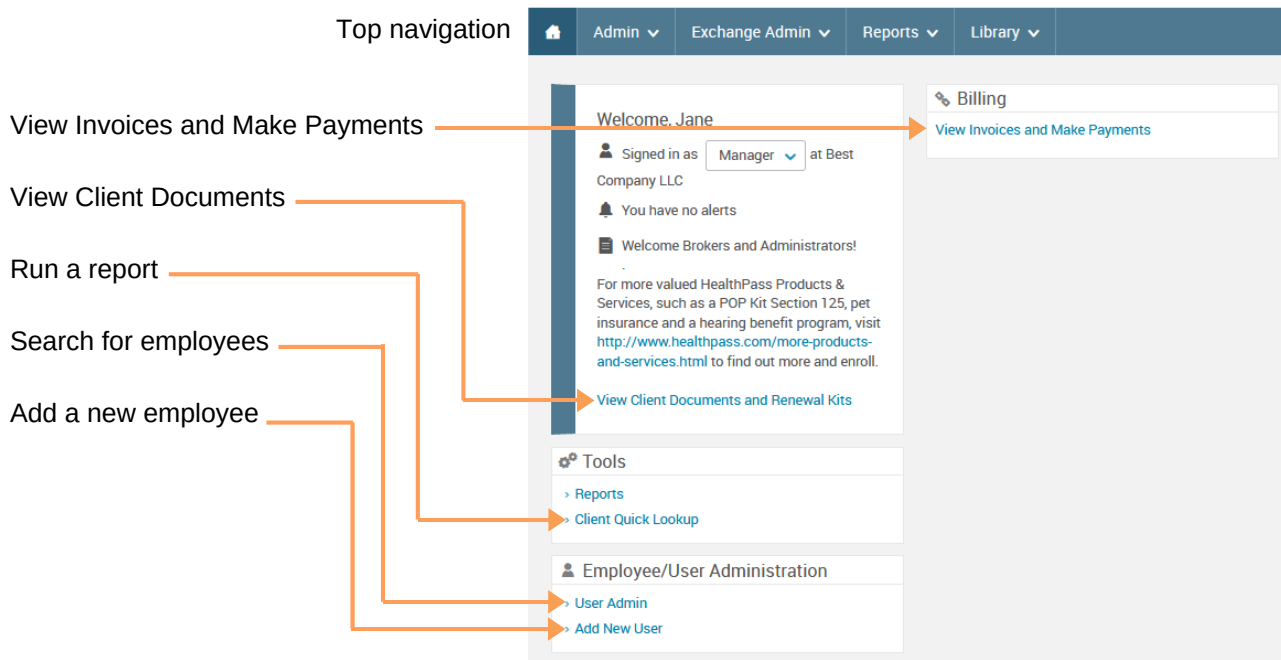 Top navigation
Admin
Exchange Admin
Reports
Library
View Invoices and Make Payments
View Client Documents
Run a report
Search for employees
Add a new employee
Welcome, Jane
Signed in as Manager at Best
Company LLC
You have no alerts
Welcome Brokers and Administrators!
.
For more valued HealthPass Products &
Services, such as a POP Kit Section 125, pet
insurance and a hearing benefit program, visit
http://www.healthpass.com/more-products-
and-services.html to find out more and enroll.
View Client Documents and Renewal Kits
Billing
View Invoices and Make Payments
Tools
› Reports
› Client Quick Lookup
Employee/User Administration
› User Admin
› Add New User